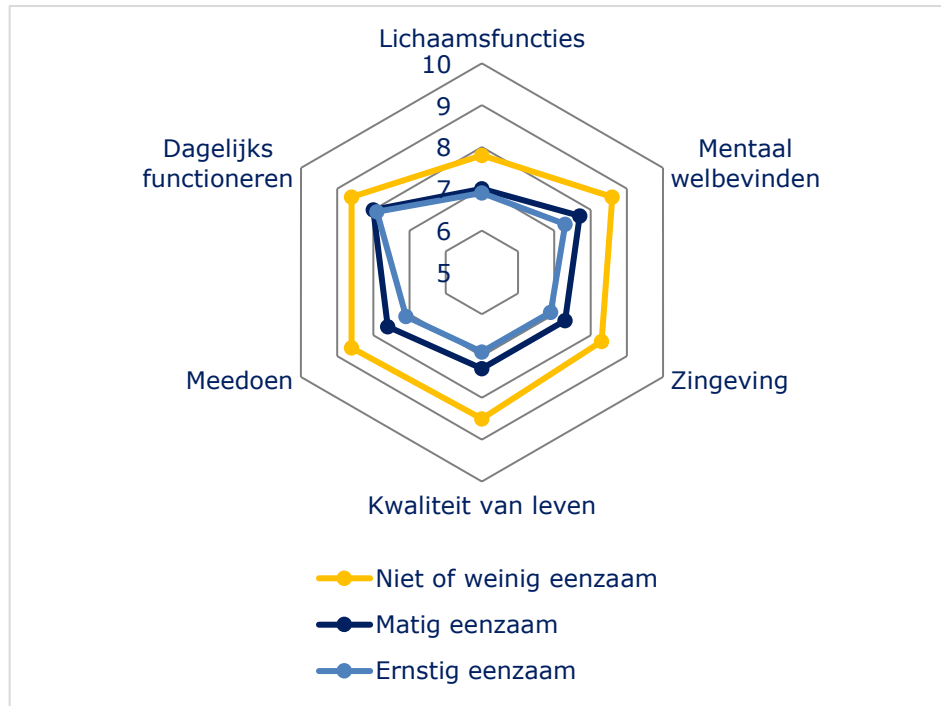 Lichaamsfuncties
10
9
8
7
6
5
Mentaal
welbevinden
Zingeving
Kwaliteit van leven
Meedoen
Dagelijks
functioneren
Niet of weinig eenzaam
Matig eenzaam
Ernstig eenzaam